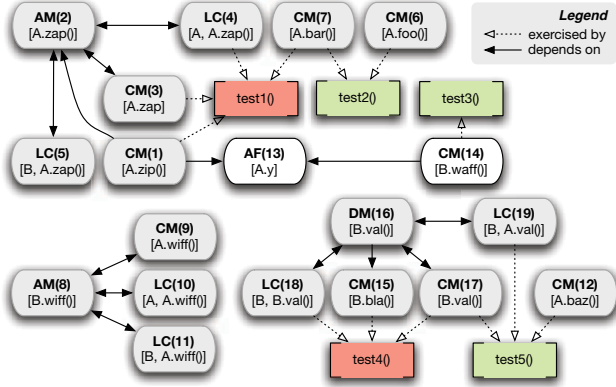 AM(2)
[A.zap()]
LC(4)
[A, A.zap()]
CM(7)
[A.bar()]
CM(6)
[A.foo()]
Legend
exercised by
depends on
CM(3)
[A.zap]
test1()
test2()
test3()
LC(5)
[B, A.zap()]
CM(1)
[A.zip()]
AF(13)
[A.y]
CM(14)
[B.waff()]
CM(9)
[A.wiff()]
DM(16)
[B.val()]
LC(19)
[B, A.val()]
AM(8)
[B.wiff()]
LC(10)
[A, A.wiff()]
LC(18)
[B, B.val()]
CM(15)
[B.bla()]
CM(17)
[B.val()]
CM(12)
[A.baz()]
LC(11)
[B, A.wiff()]
test4()
test5()